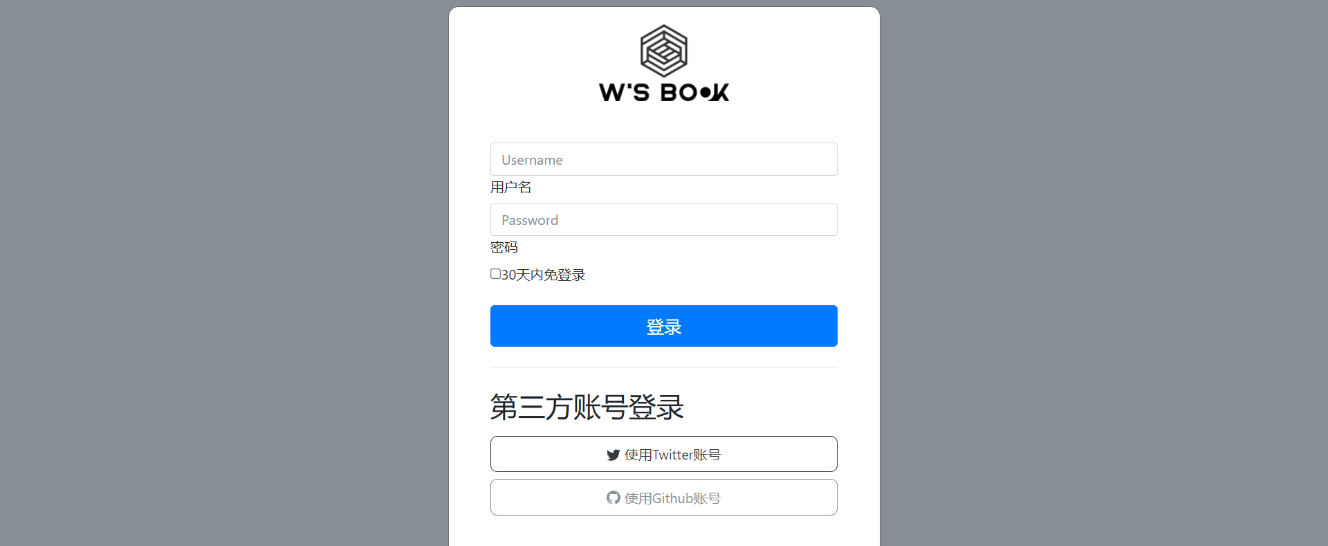 W'S BOOK
Username
用户名
Password
密码
30天内免登录
登录
第三方账号登录
使用Twitter账号
使用Github账号